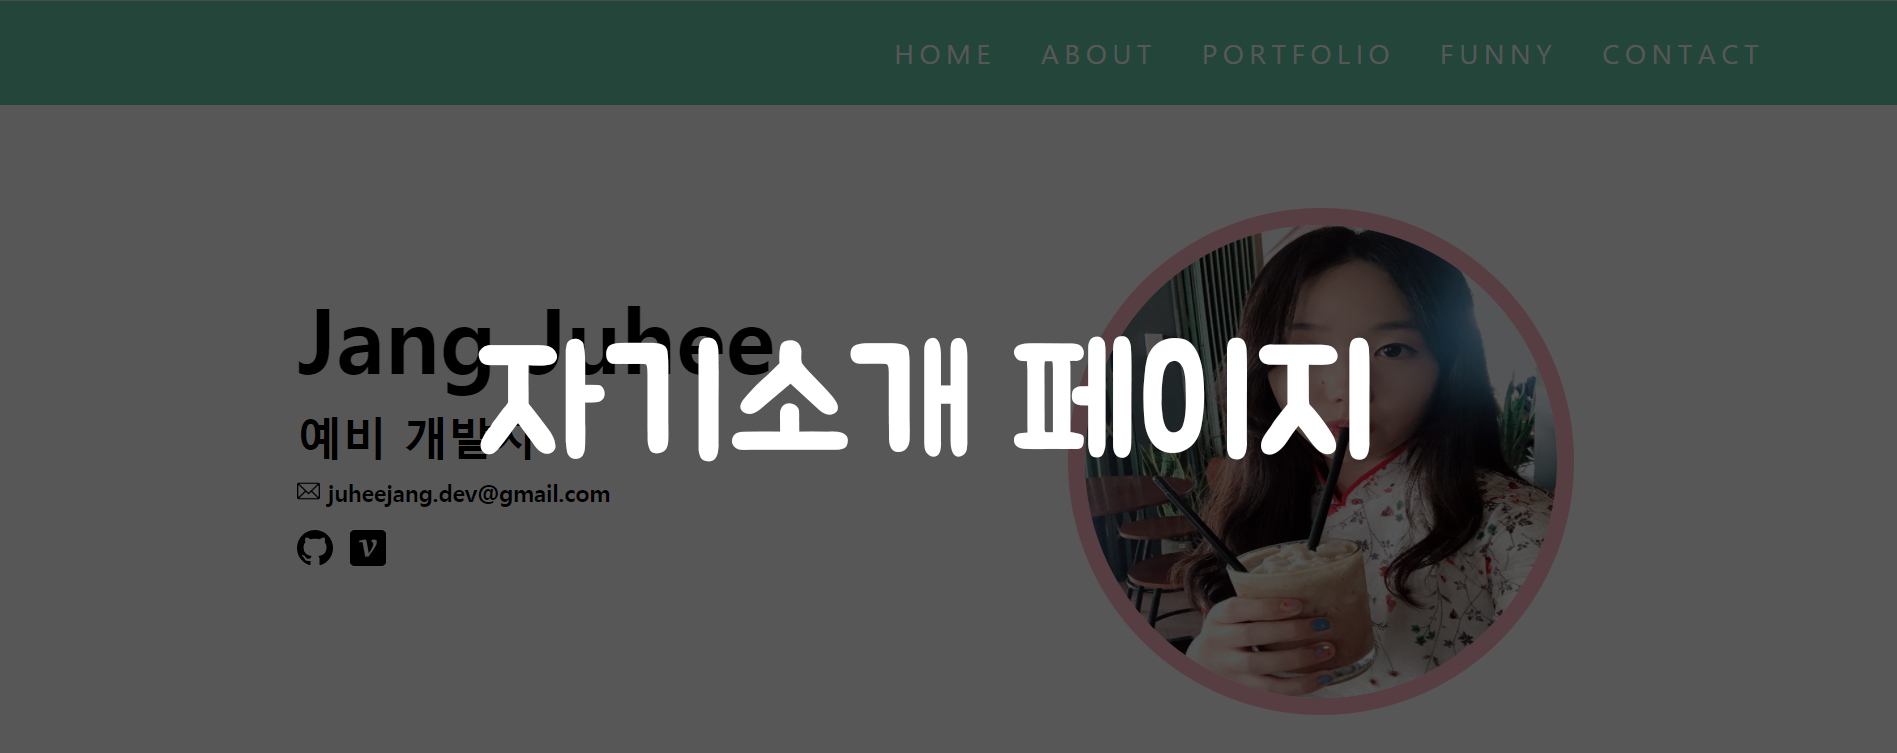 HOME ABOUT PORTFOLIO FUNNY CONTACT
Jang Juhee
자기소개 페이지
예비 개발자
juheejang.dev@gmail.com